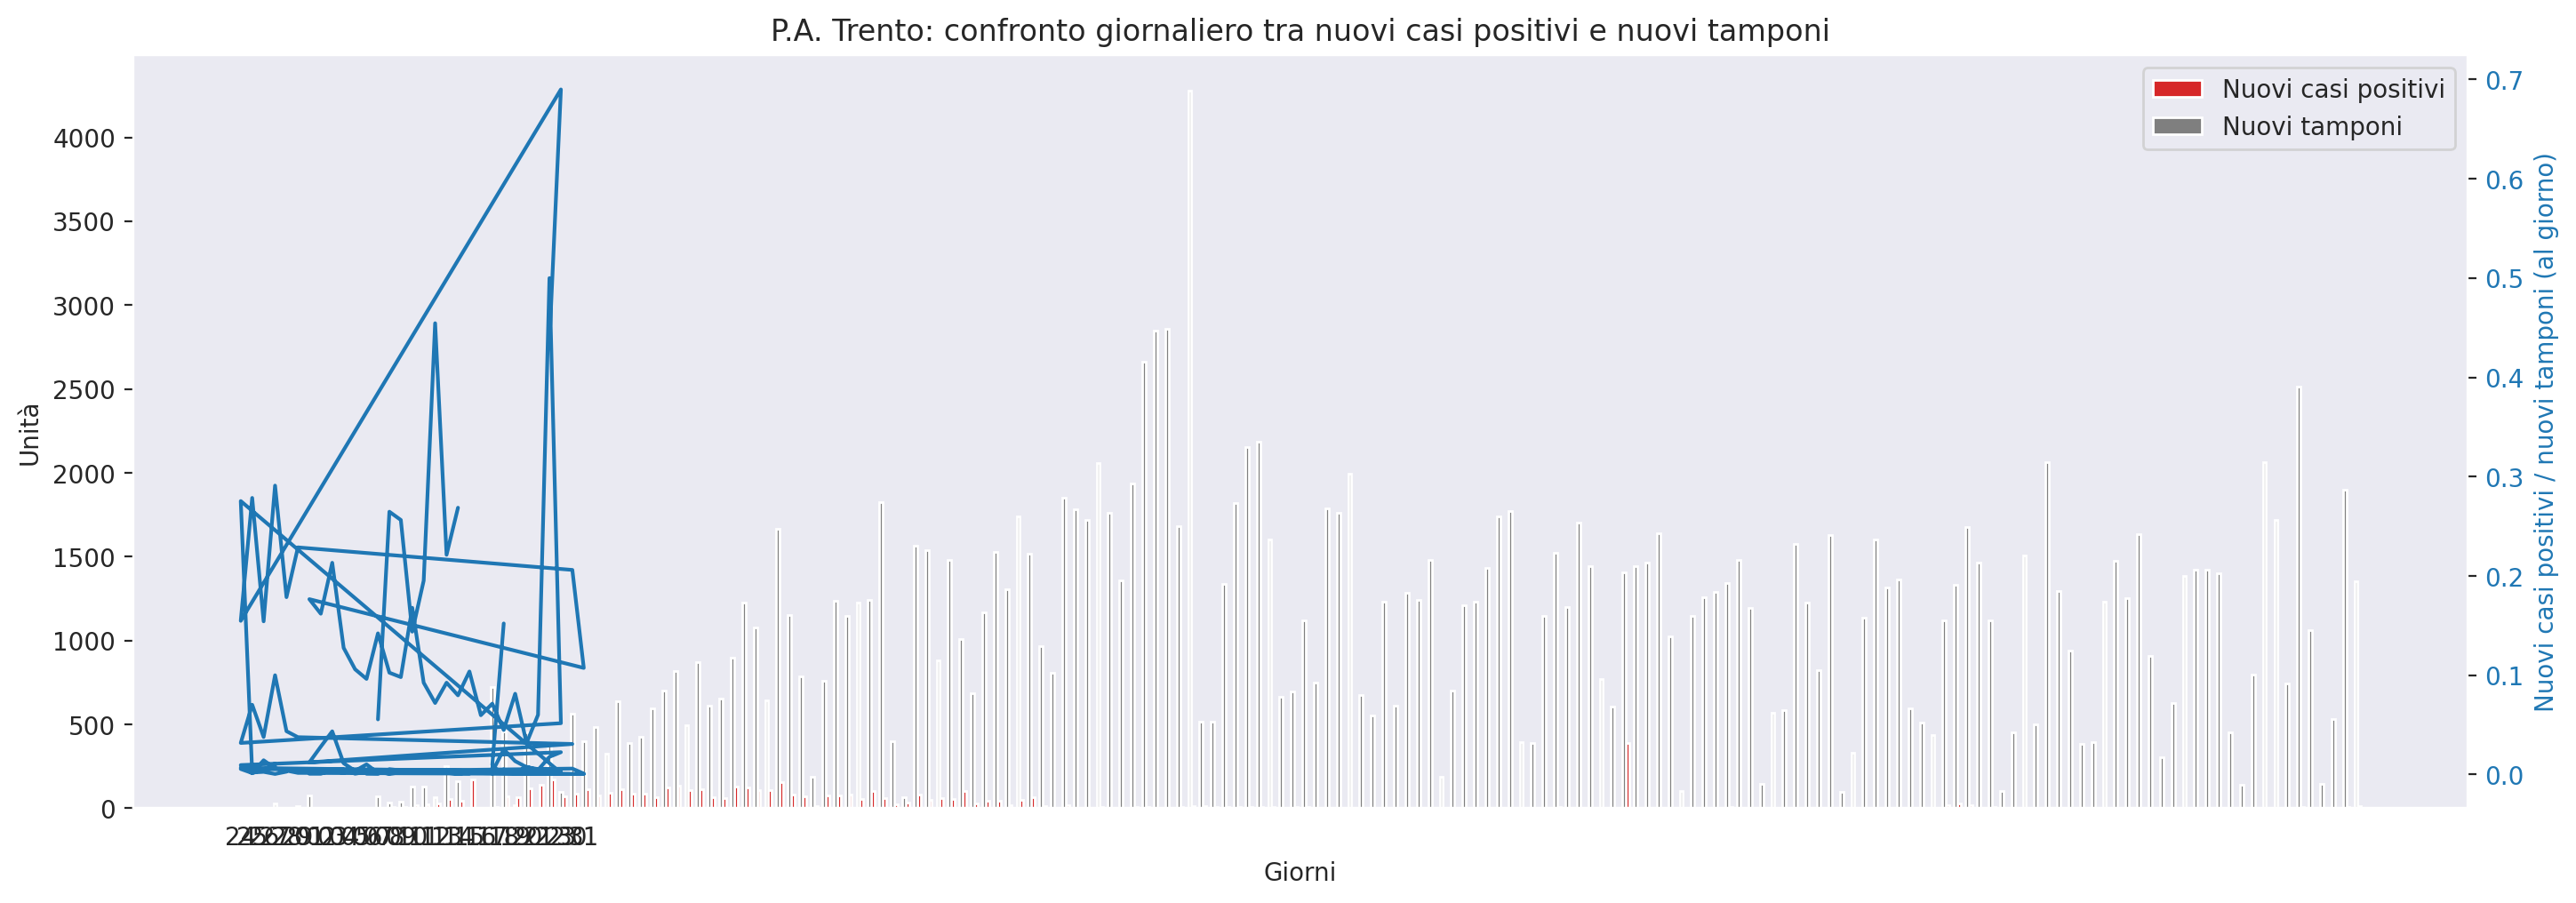 P.A. Trento: confronto giornaliero tra nuovi casi positivi e nuovi tamponi
Nuovi casi positivi
Nuovi tamponi
4000
3500
3000
2500
2000
1500
1000
500
0
Unità
0.7
0.6
0.5
0.4
0.3
0.2
0.1
0.0
Nuovi casi positivi / nuovi tamponi (al giorno)
Giorni